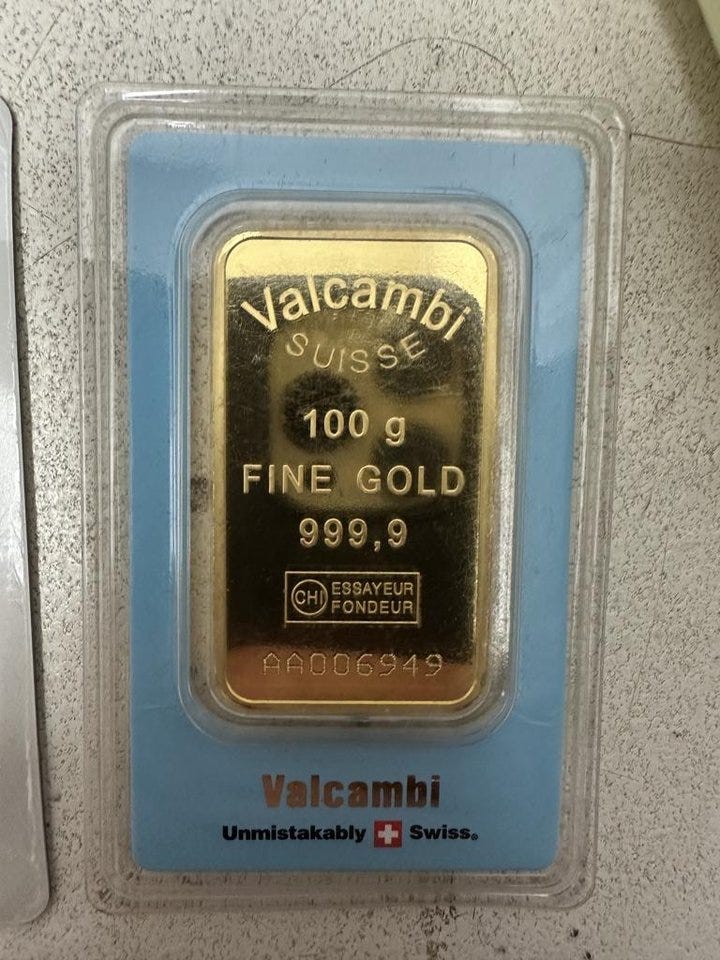 Valcambi
SUISSE
100 g
FINE GOLD
999,9
CHI ESSAYEUR
FONDEUR
AA006949
Valcambi
Unmistakably Swiss®